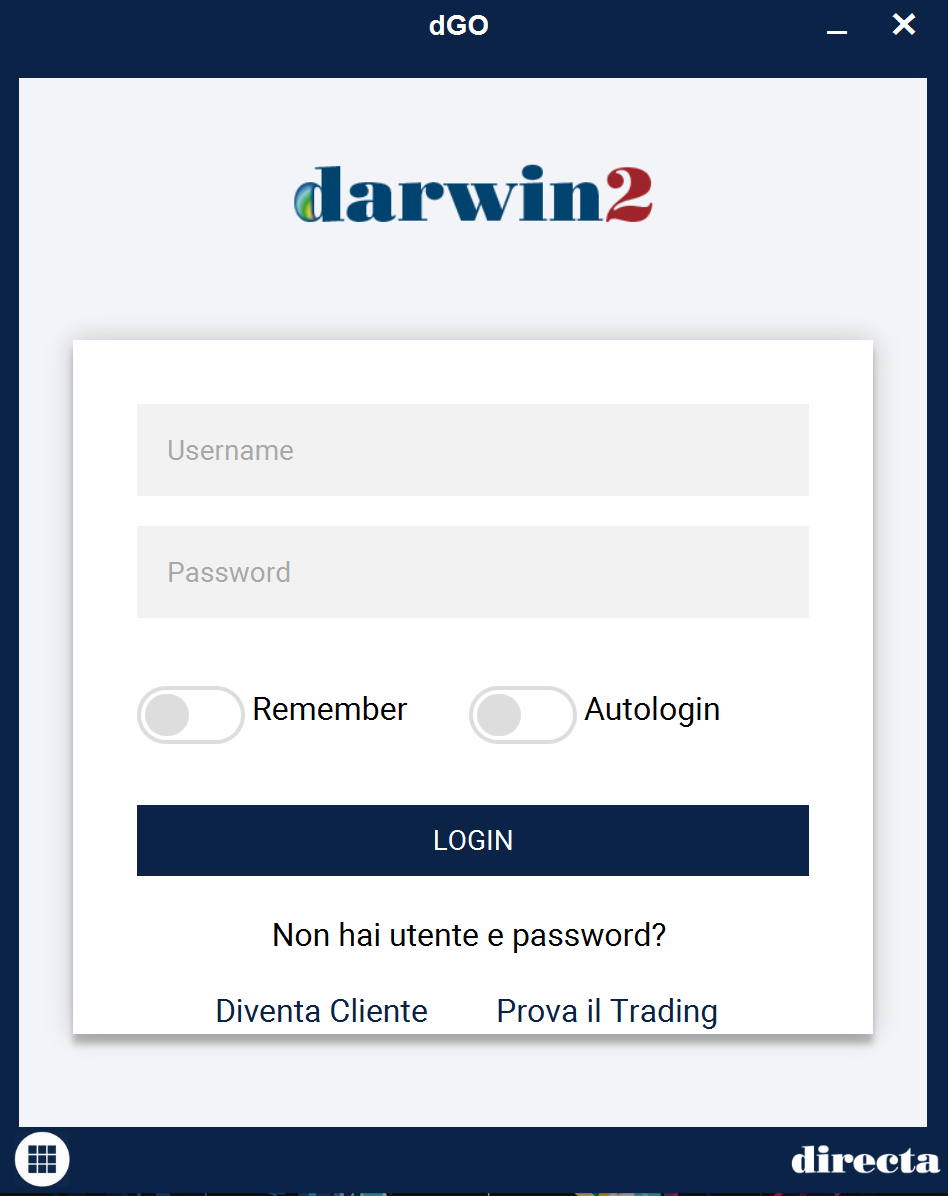 dGO
darwin2
Username
Password
Remember Autologin
LOGIN
Non hai utente e password?
Diventa Cliente Prova il Trading
directa